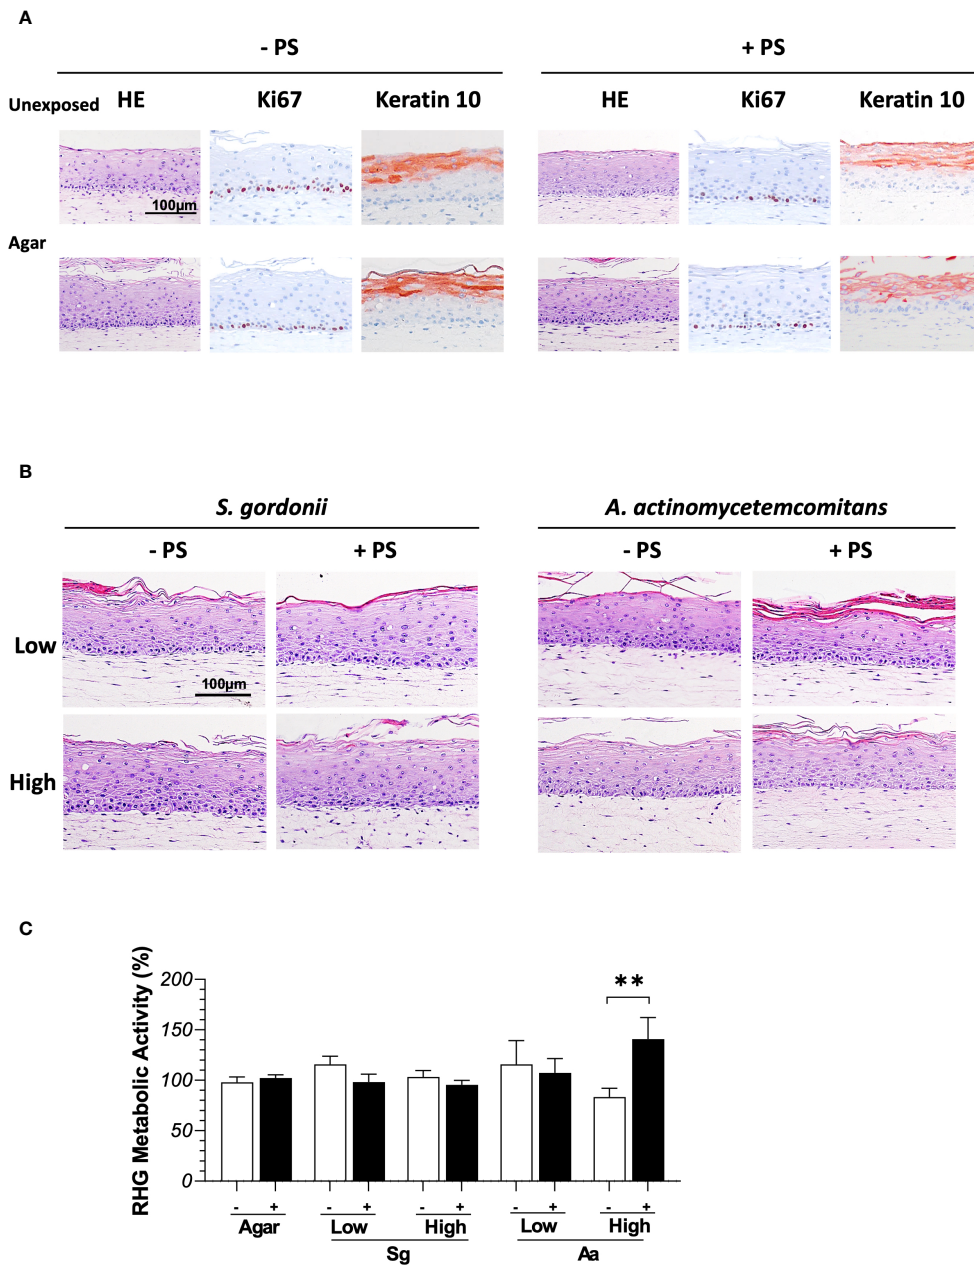 A
- PS + PS
Unexposed HE Ki67 Keratin 10 HE Ki67 Keratin 10
100µm
Agar
B
S. gordonii A. actinomycetemcomitans
- PS + PS - PS + PS
Low
100µm
High
C
RHG Metabolic Activity (%)
200
**
150
100
50
0
- + - + - + - + - +
Agar Low High Low High
Sg Aa